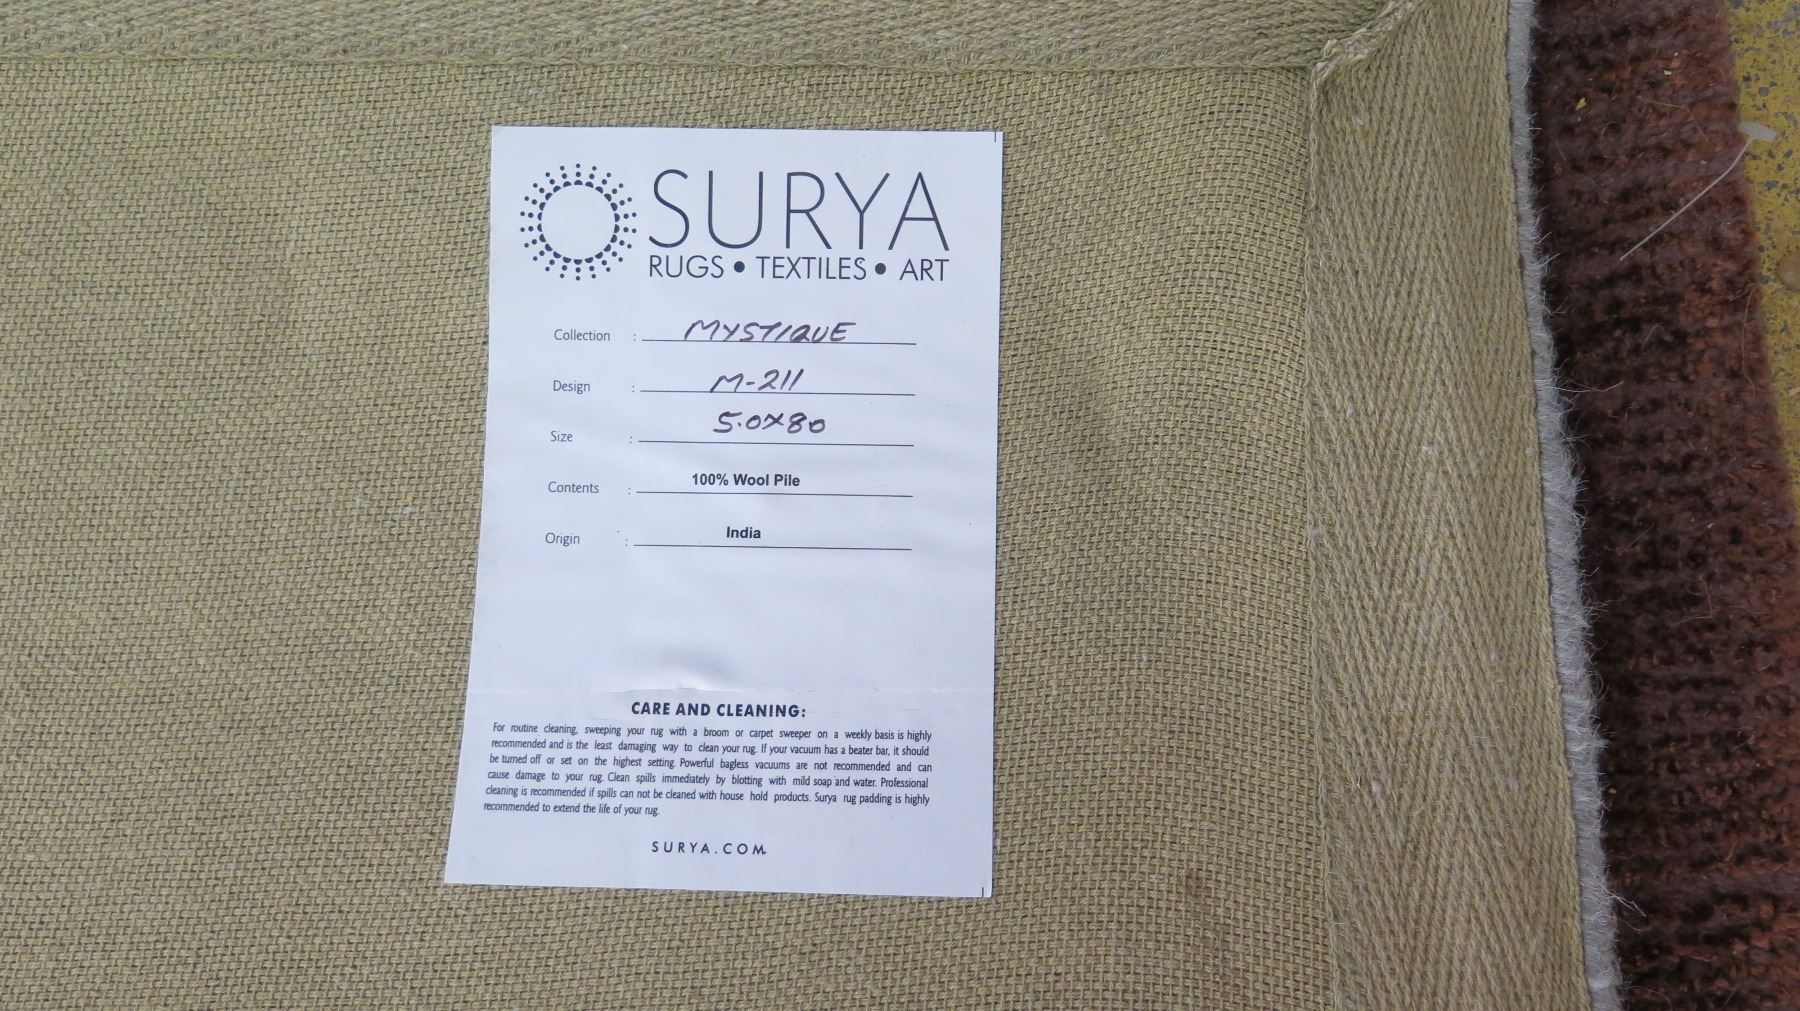 SURYA
RUGS • TEXTILES • ART
Collection : MYSTIQUE
Design : M-211
Size : 5.0X80
Contents : 100% Wool Pile
Origin : India
CARE AND CLEANING:
For routine cleaning, sweeping your rug with a broom or carpet sweeper on a weekly basis is highly
recommended and is the least damaging way to clean your rug. If your vacuum has a beater bar, it should
be turned off or set on the highest setting. Powerful bagless vacuums are not recommended and can
cause damage to your rug. Clean spills immediately by blotting with mild soap and water. Professional
cleaning is recommended if spills can not be cleaned with house hold products. Surya rug padding is highly
recommended to extend the life of your rug.
SURYA.COM